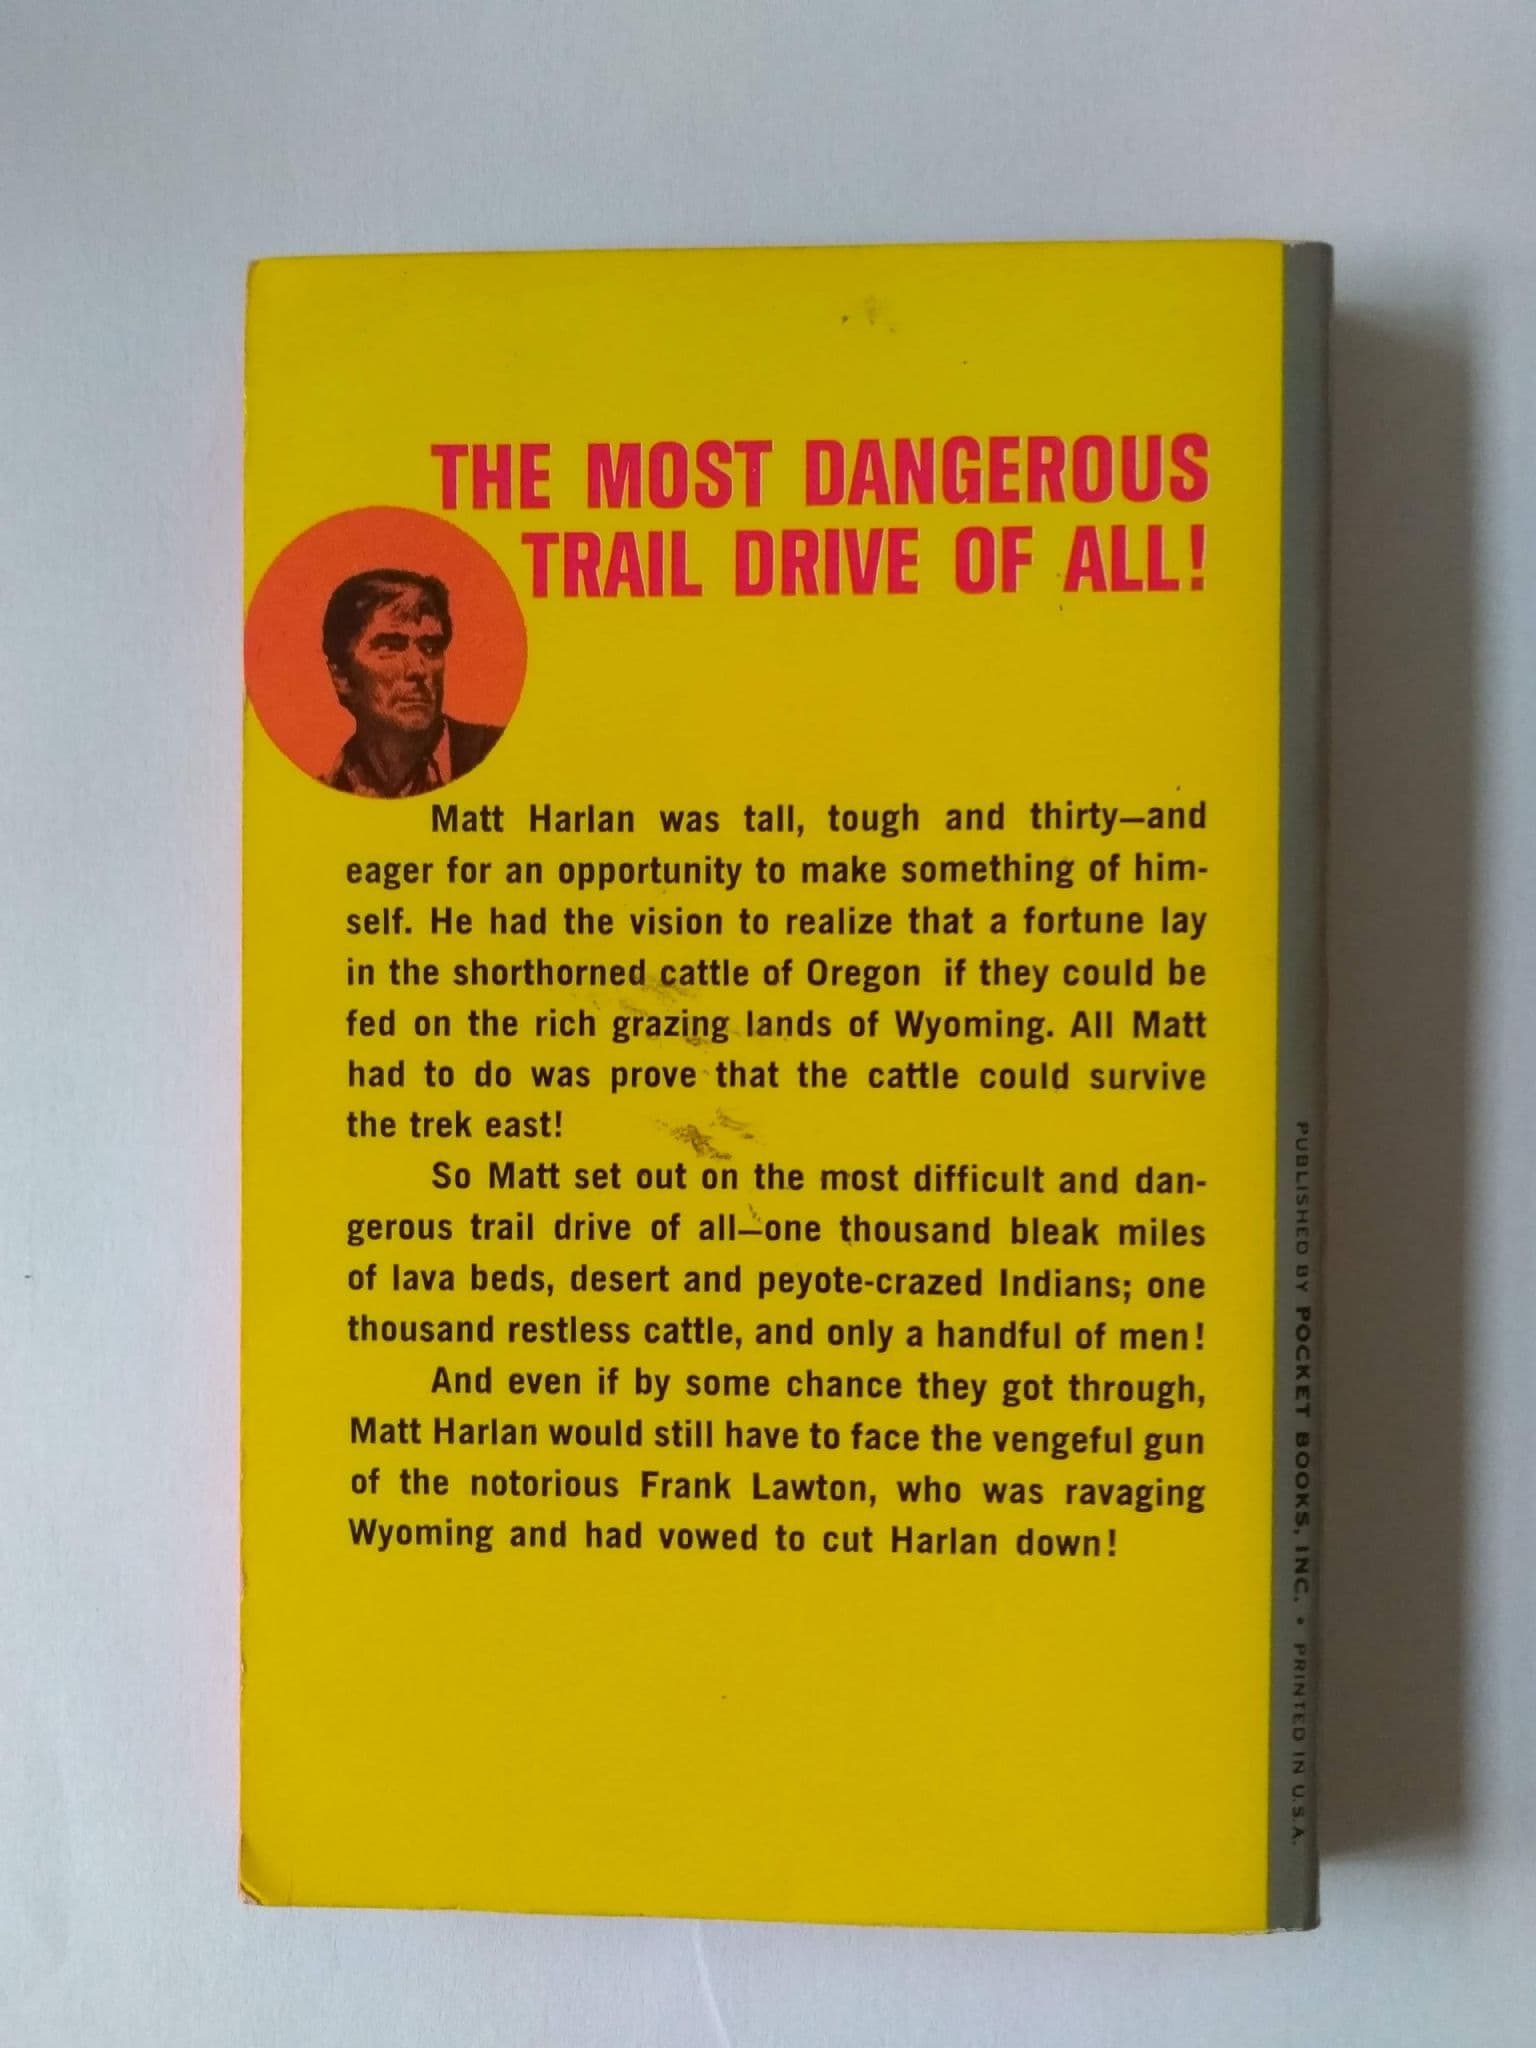 THE MOST DANGEROUS
TRAIL DRIVE OF ALL!
Matt Harlan was tall, tough and thirty—and
eager for an opportunity to make something of him-
self. He had the vision to realize that a fortune lay
in the shorthorned cattle of Oregon if they could be
fed on the rich grazing lands of Wyoming. All Matt
had to do was prove that the cattle could survive
the trek east!
So Matt set out on the most difficult and dan-
gerous trail drive of all—one thousand bleak miles
of lava beds, desert and peyote-crazed Indians; one
thousand restless cattle, and only a handful of men!
And even if by some chance they got through,
Matt Harlan would still have to face the vengeful gun
of the notorious Frank Lawton, who was ravaging
Wyoming and had vowed to cut Harlan down!
PUBLISHED BY POCKET BOOKS, INC. • PRINTED IN U.S.A.